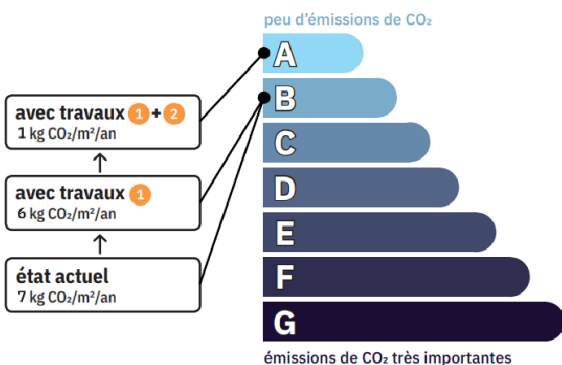 peu d'émissions de CO₂
A
B
C
D
E
F
G
émissions de CO₂ très importantes
avec travaux 1 + 2
1 kg CO₂/m²/an
avec travaux 1
6 kg CO₂/m²/an
état actuel
7 kg CO₂/m²/an